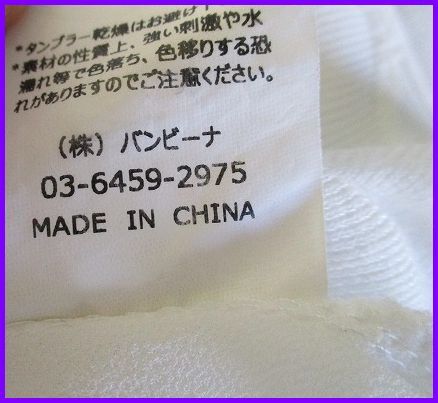 *タンブラー乾燥はお避け下
*素材の性質上、強い刺激や水
濡れ等で色落ち、色移りする恐
れがありますのでご注意ください。
（株）バンビーナ
03-6459-2975
MADE IN CHINA